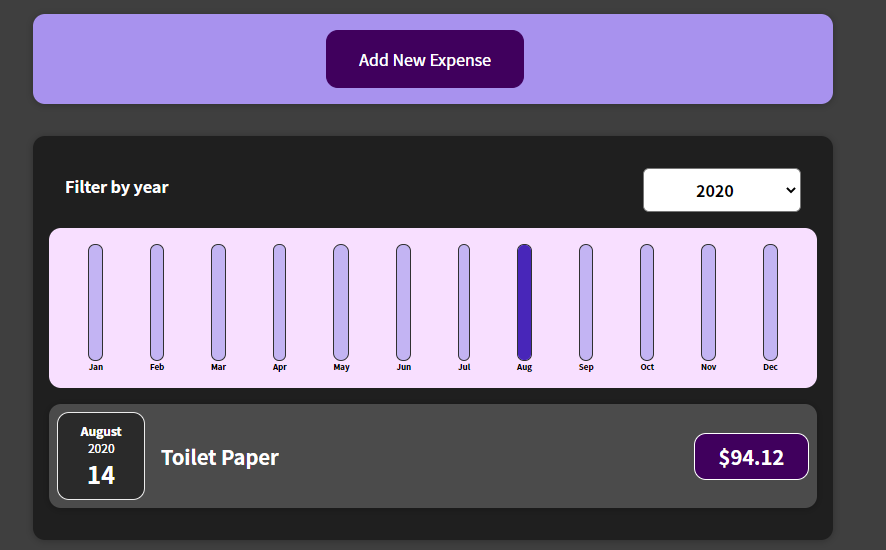 Add New Expense
Filter by year
2020
Jan Feb Mar Apr May Jun Jul Aug Sep Oct Nov Dec
August
2020
14
Toilet Paper
$94.12